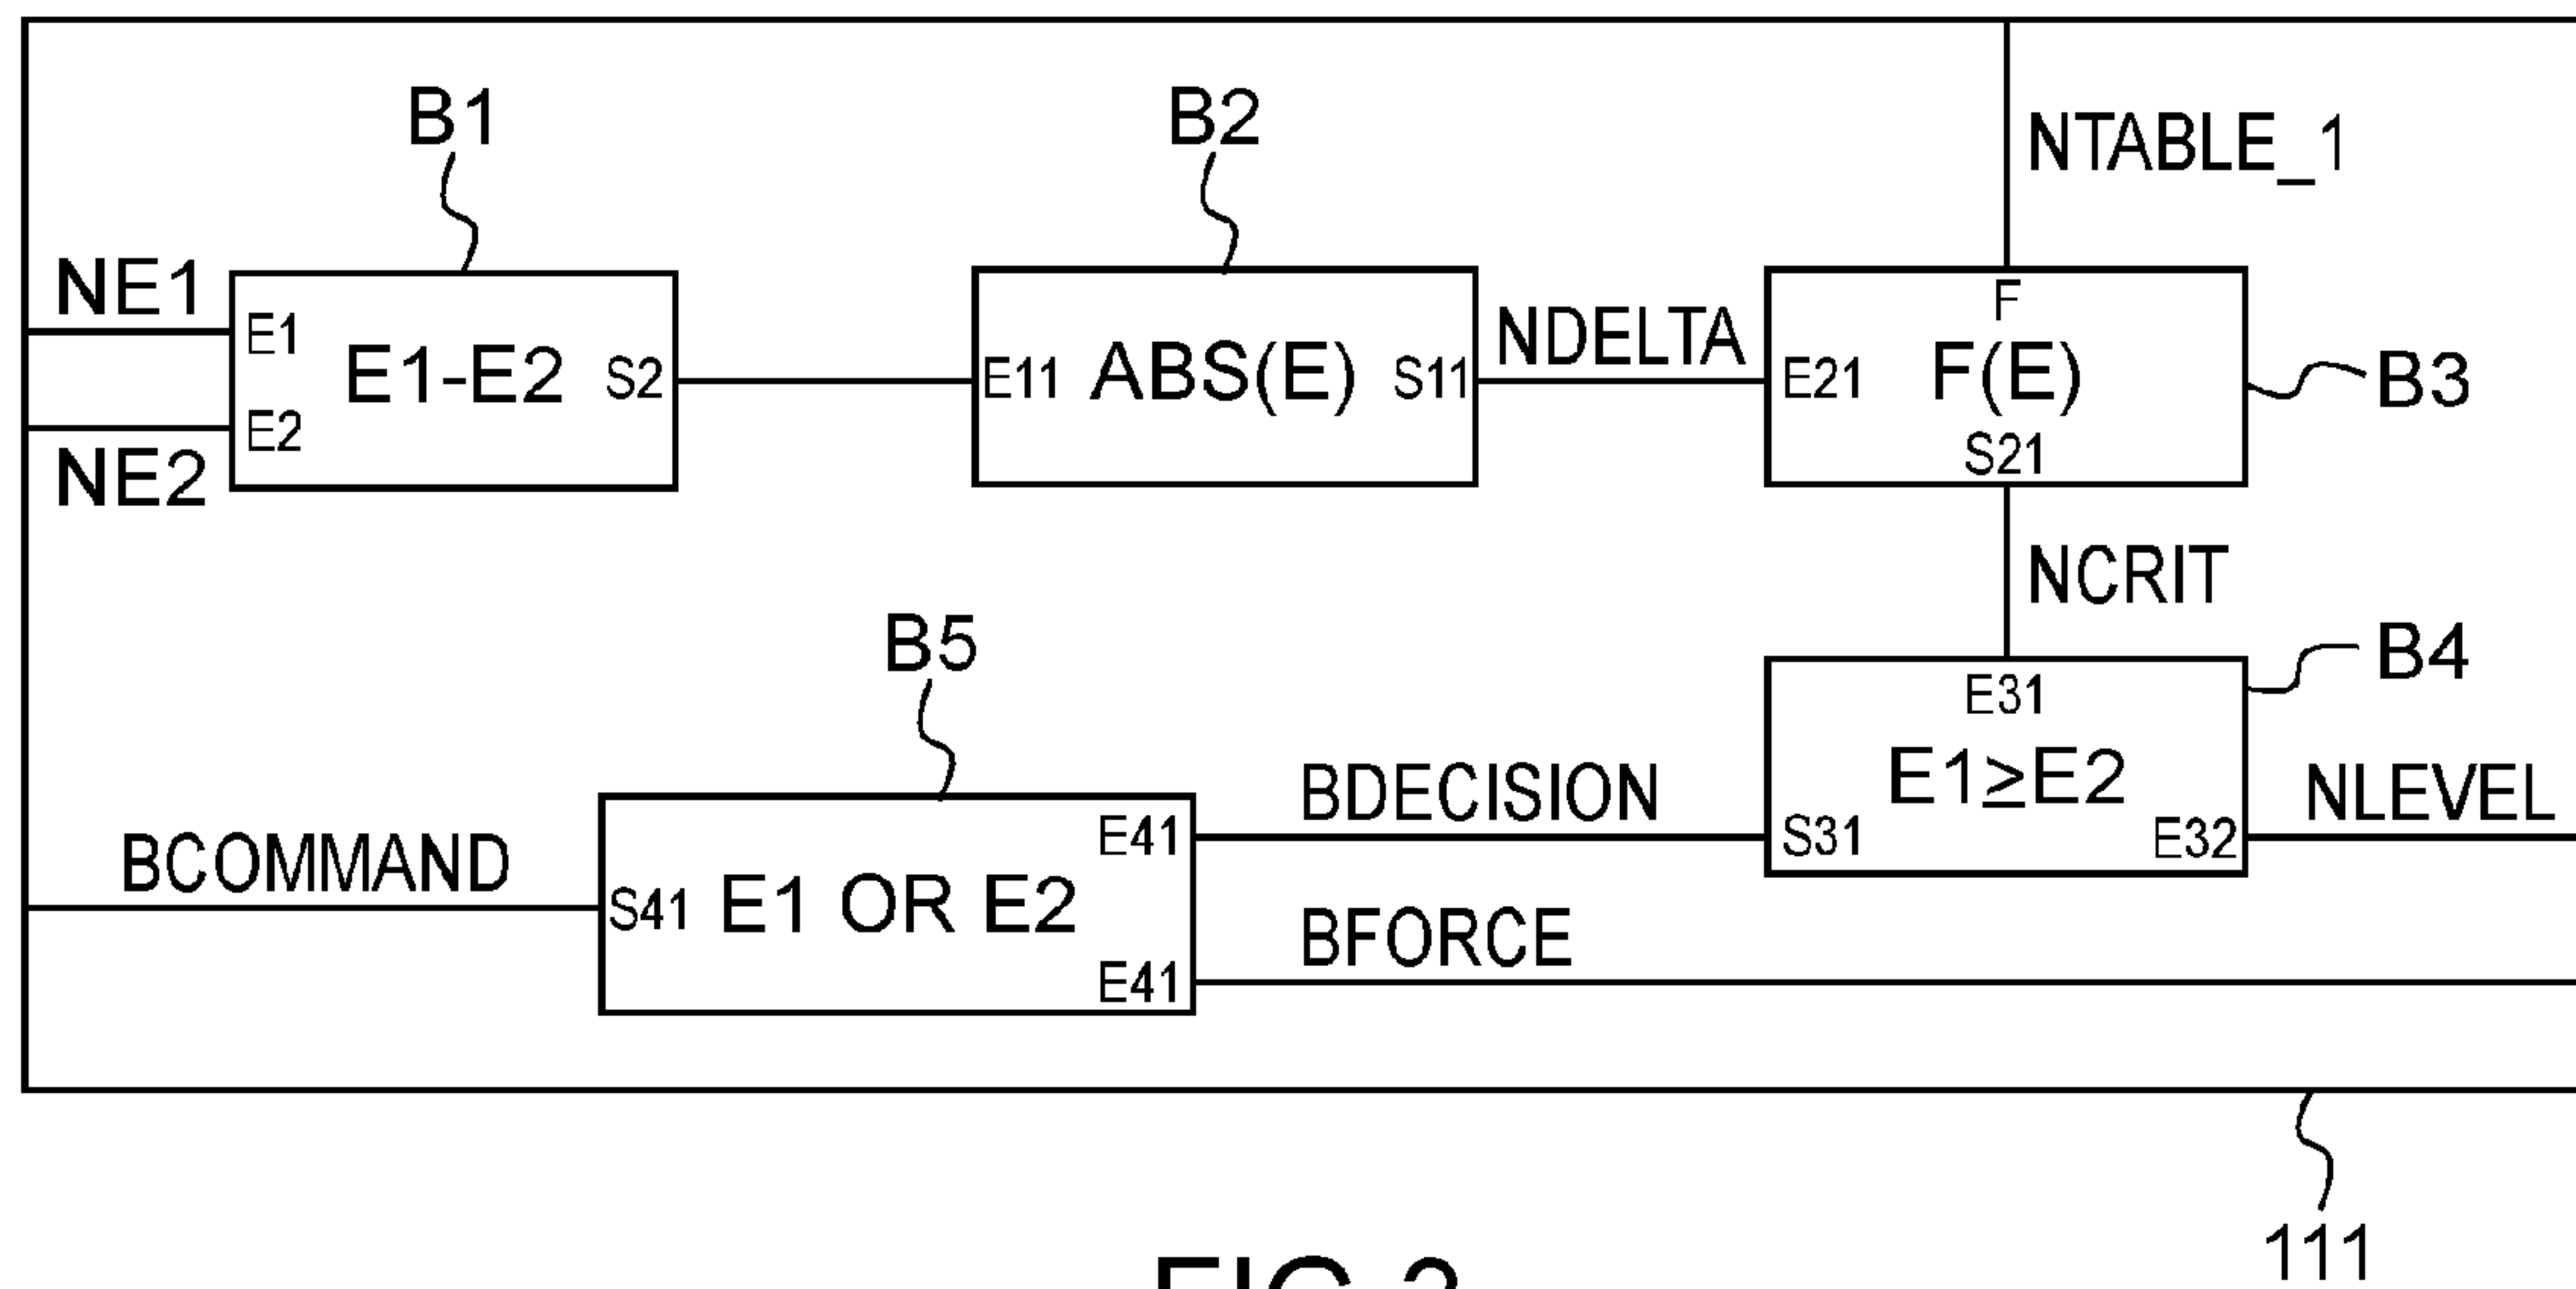 B1
B2
NTABLE_1
NE1
E1
E1-E2
S2
E2
NE2
E11
ABS(E)
S11
NDELTA
F
E21
F(E)
S21
B3
NCRIT
B5
B4
E31
E1≥E2
S31
E32
NLEVEL
BDECISION
BCOMMAND
E41
S41
E1 OR E2
E41
BFORCE
111